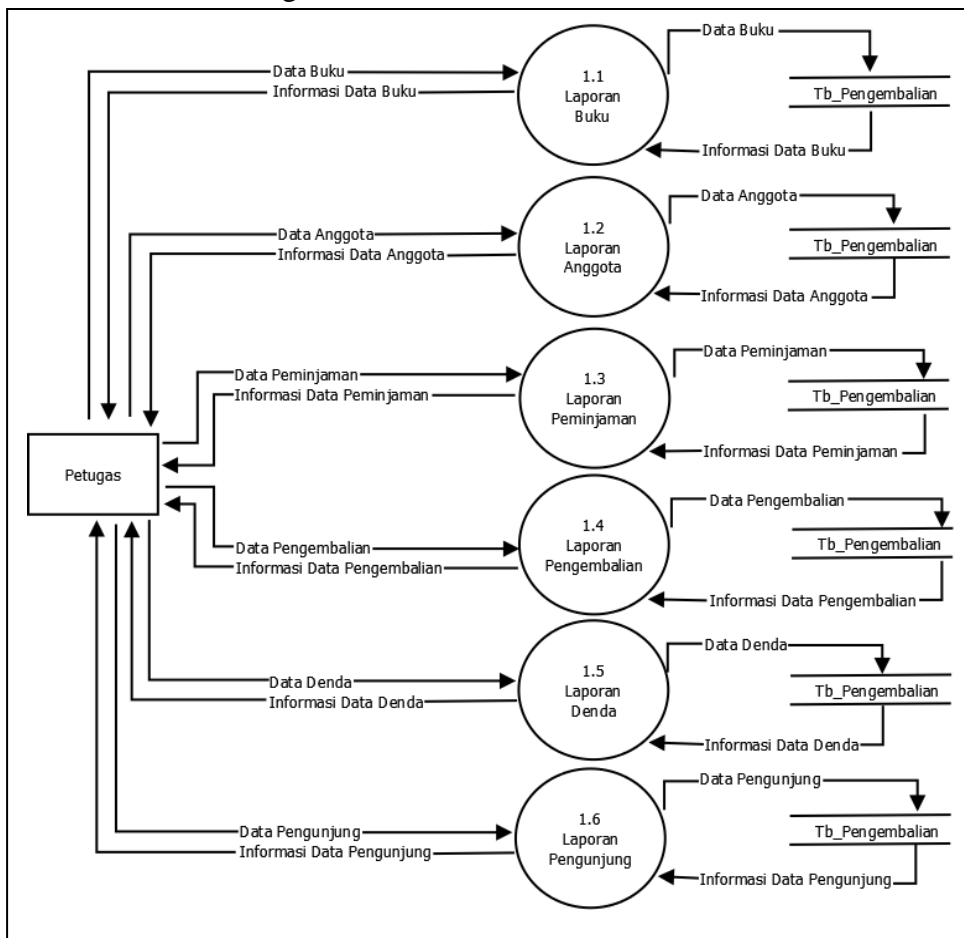 Data Buku
Data Buku
Informasi Data Buku
1.1
Laporan
Buku
Tb_Pengembalian
Informasi Data Buku
Data Anggota
Data Anggota
Informasi Data Anggota
1.2
Laporan
Anggota
Tb_Pengembalian
Informasi Data Anggota
Data Peminjaman
Data Peminjaman
Informasi Data Peminjaman
1.3
Laporan
Peminjaman
Tb_Pengembalian
Informasi Data Peminjaman
Petugas
Data Pengembalian
Data Pengembalian
Informasi Data Pengembalian
1.4
Laporan
Pengembalian
Tb_Pengembalian
Informasi Data Pengembalian
Data Denda
Data Denda
Informasi Data Denda
1.5
Laporan
Denda
Tb_Pengembalian
Informasi Data Denda
Data Pengunjung
Data Pengunjung
Informasi Data Pengunjung
1.6
Laporan
Pengunjung
Tb_Pengembalian
Informasi Data Pengunjung